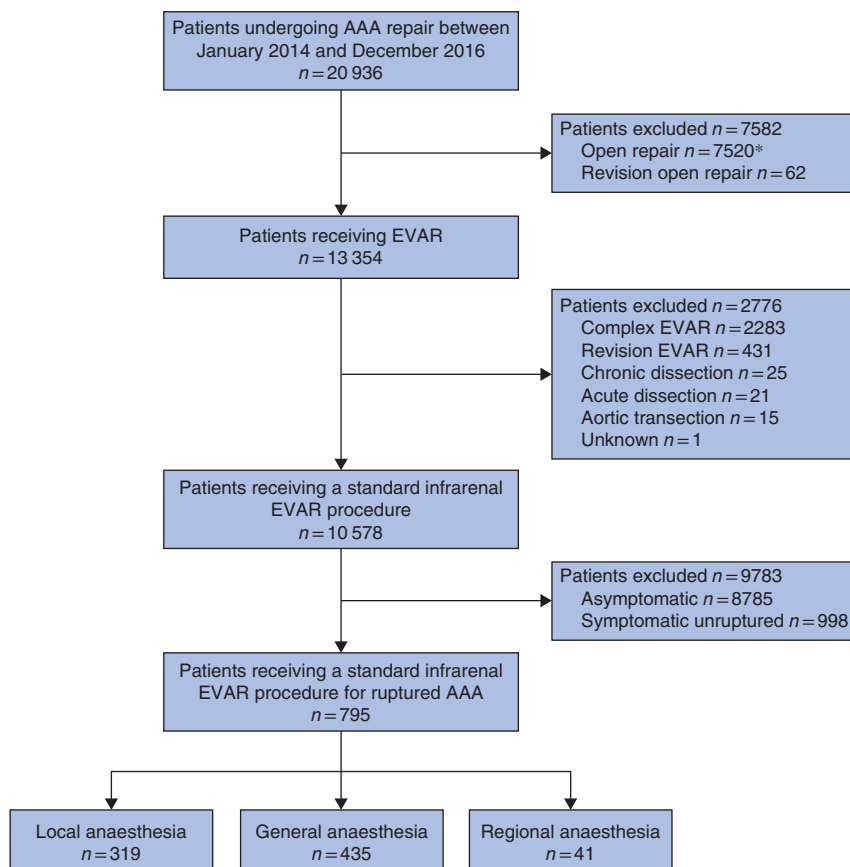 Patients undergoing AAA repair between
January 2014 and December 2016
n = 20 936
Patients excluded n = 7582
Open repair n = 7520*
Revision open repair n = 62
Patients receiving EVAR
n = 13 354
Patients excluded n = 2776
Complex EVAR n = 2283
Revision EVAR n = 431
Chronic dissection n = 25
Acute dissection n = 21
Aortic transection n = 15
Unknown n = 1
Patients receiving a standard infrarenal
EVAR procedure
n = 10 578
Patients excluded n = 9783
Asymptomatic n = 8785
Symptomatic unruptured n = 998
Patients receiving a standard infrarenal
EVAR procedure for ruptured AAA
n = 795
Local anaesthesia
n = 319
General anaesthesia
n = 435
Regional anaesthesia
n = 41